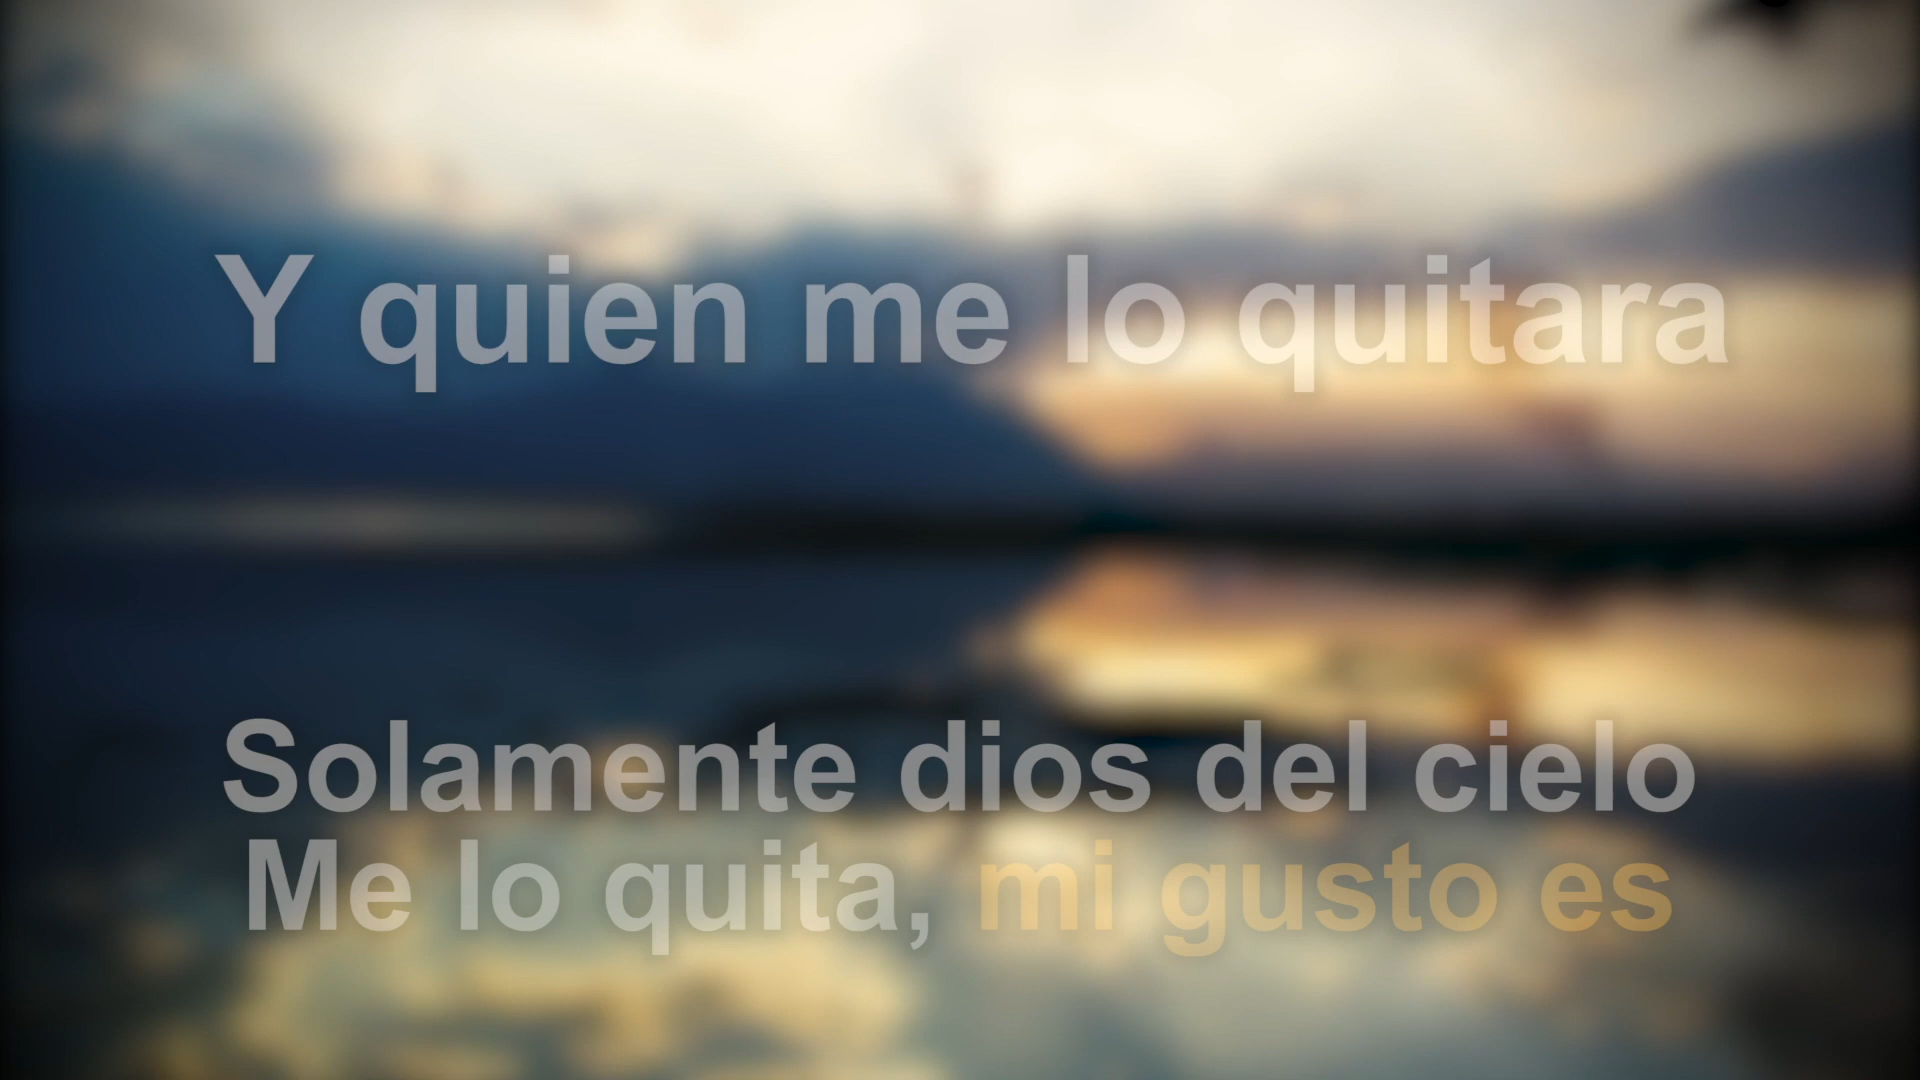 Y quien me lo quitara
Solamente dios del cielo
Me lo quita, mi gusto es